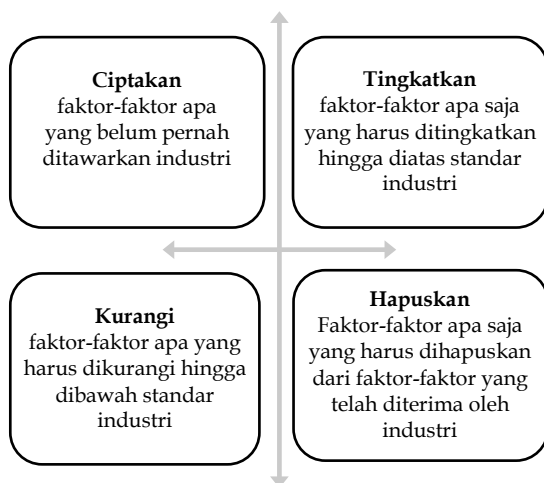 Ciptakan
faktor-faktor apa
yang belum pernah
ditawarkan industri
Tingkatkan
faktor-faktor apa saja
yang harus ditingkatkan
hingga diatas standar
industri
Kurangi
faktor-faktor apa yang
harus dikurangi hingga
dibawah standar
industri
Hapuskan
Faktor-faktor apa saja
yang harus dihapuskan
dari faktor-faktor yang
telah diterima oleh
industri